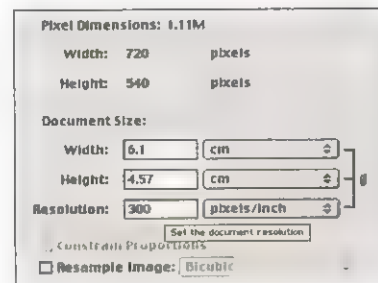 Pixel Dimensions: 1.11M
Width: 720 pixels
Height: 540 pixels
Document Size:
Width: 6.1 cm
Height: 4.57 cm
Resolution: 300 pixels/inch
Set the document resolution
Constrain Proportions
Resample Image: Bicubic